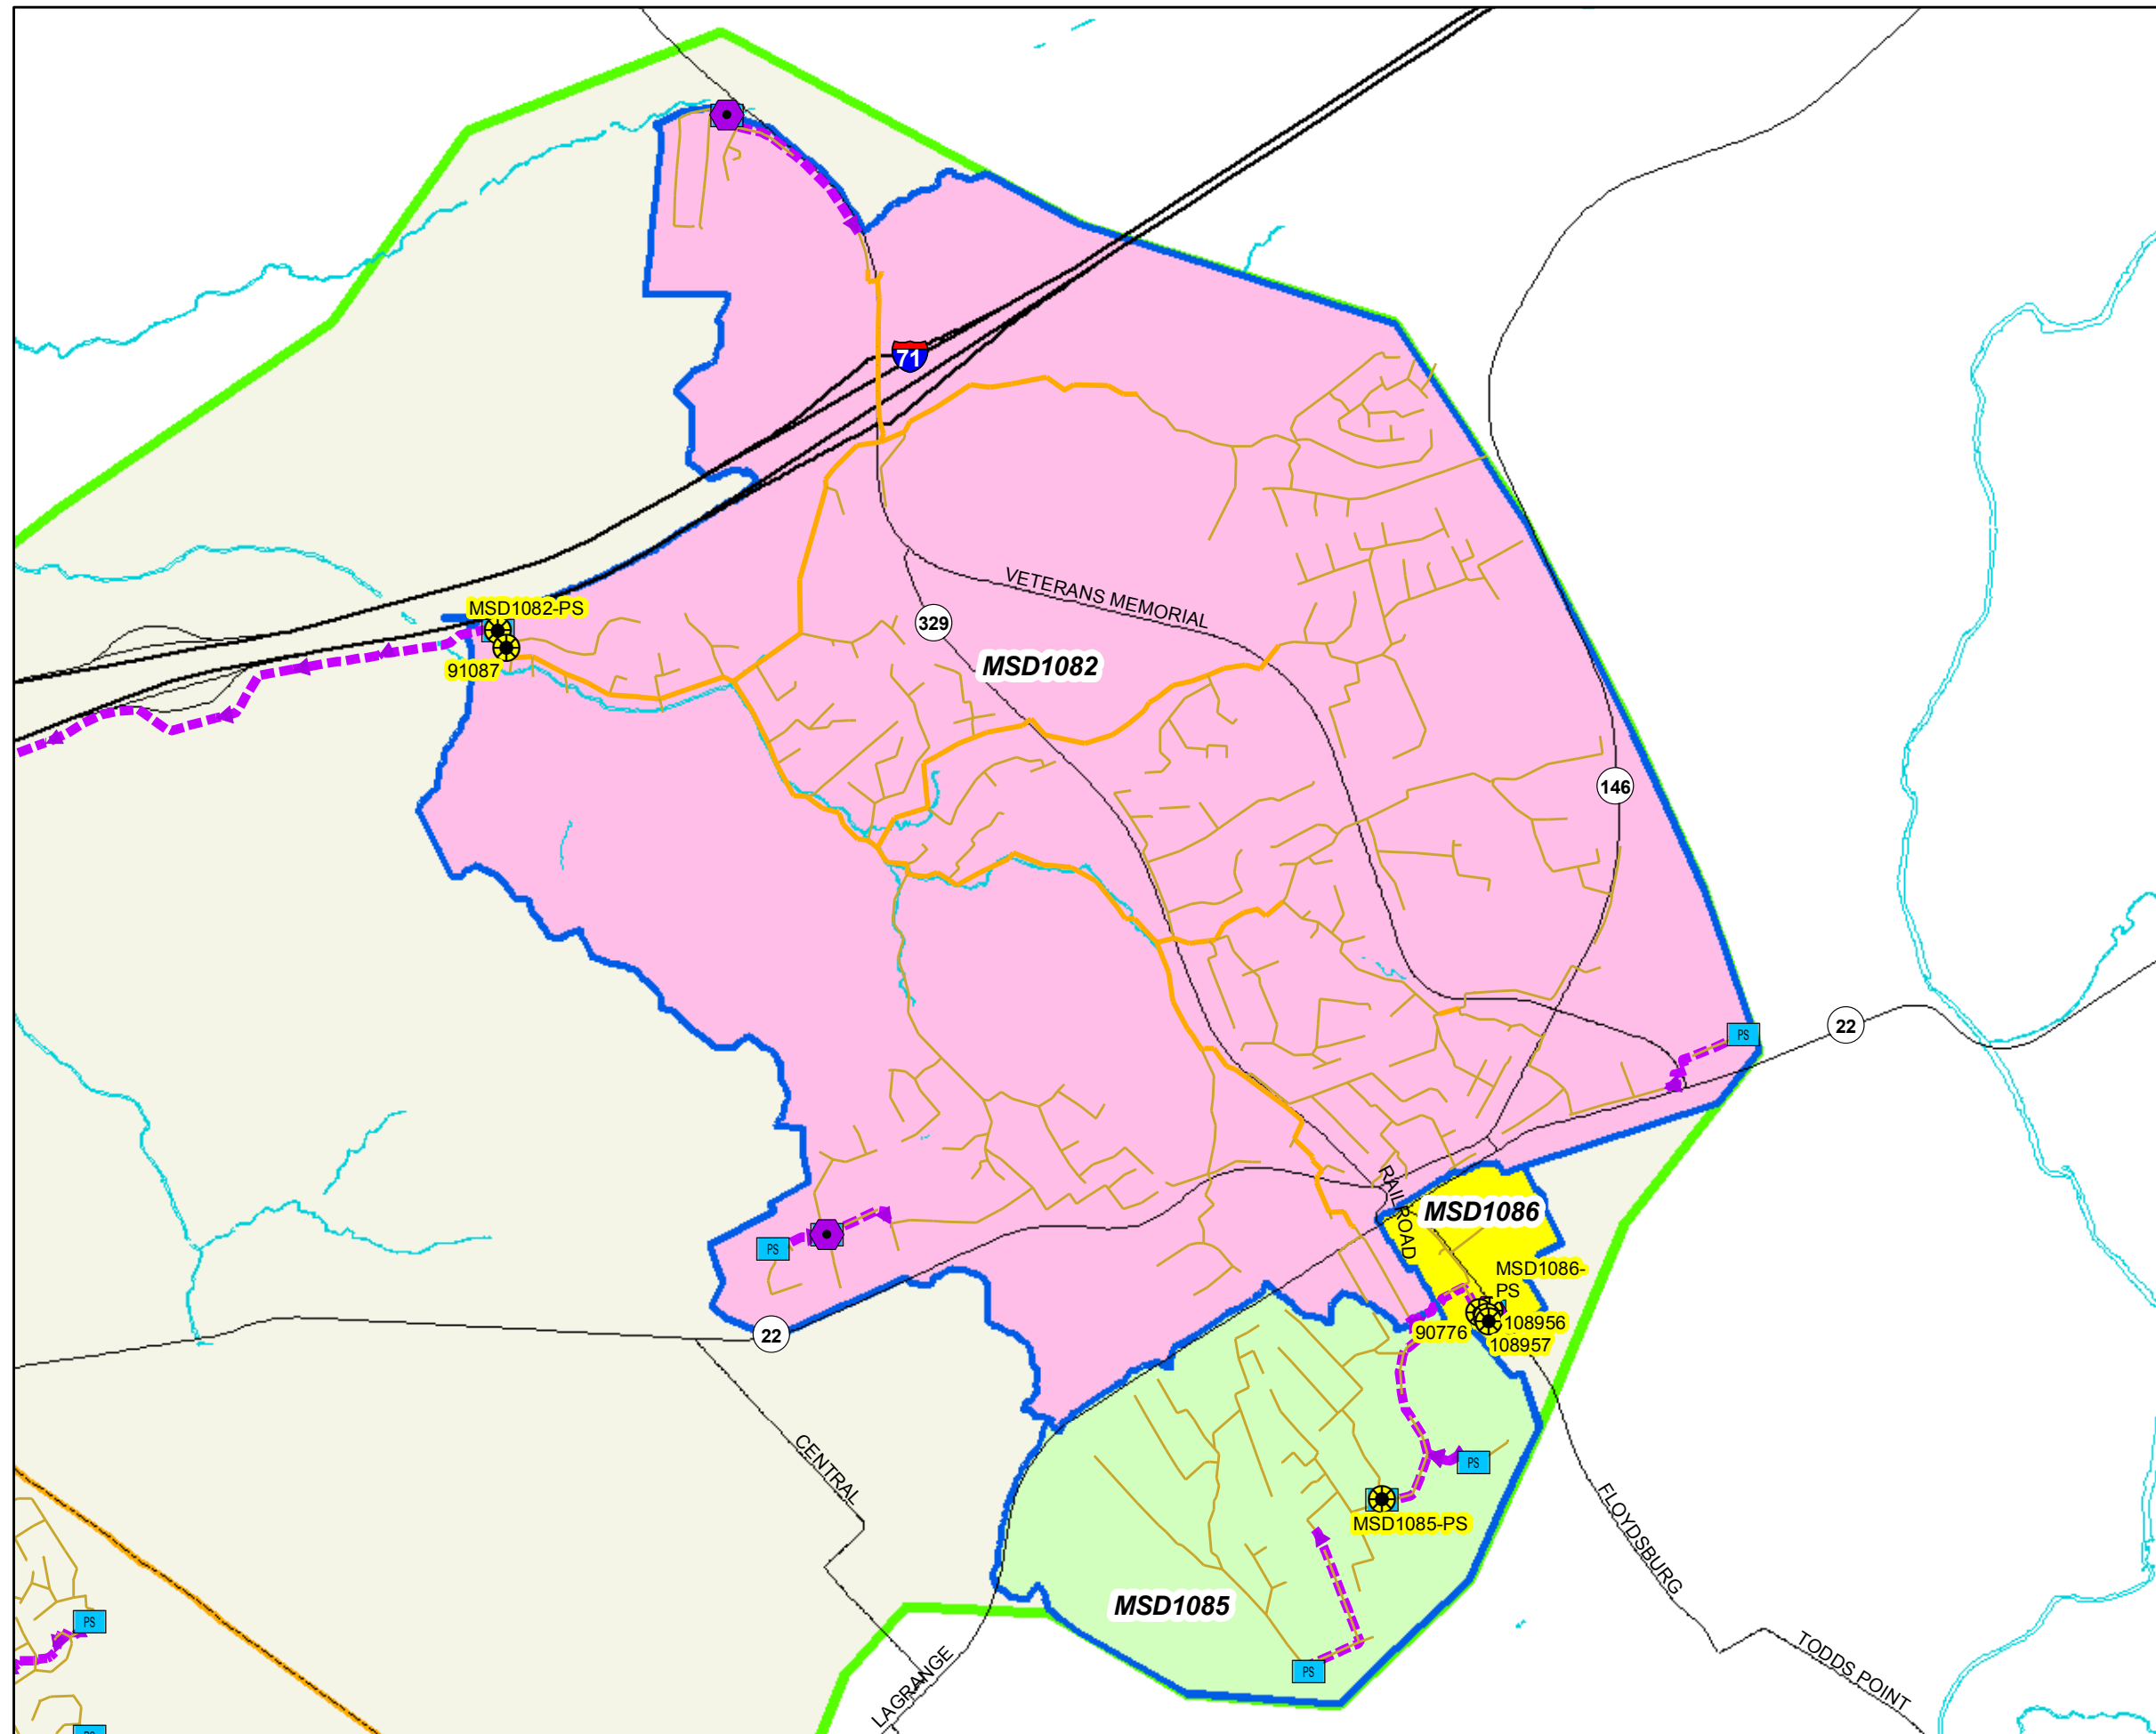 71
MSD1082-PS
91087
329
VETERANS MEMORIAL
MSD1082
146
22
PS
RAILROAD
MSD1086
PS
MSD1086-
PS
108956
90776
108957
22
CENTRAL
PS
MSD1085-PS
FLOYDSBURG
MSD1085
PS
PS
LAGRANGE
TODDS POINT